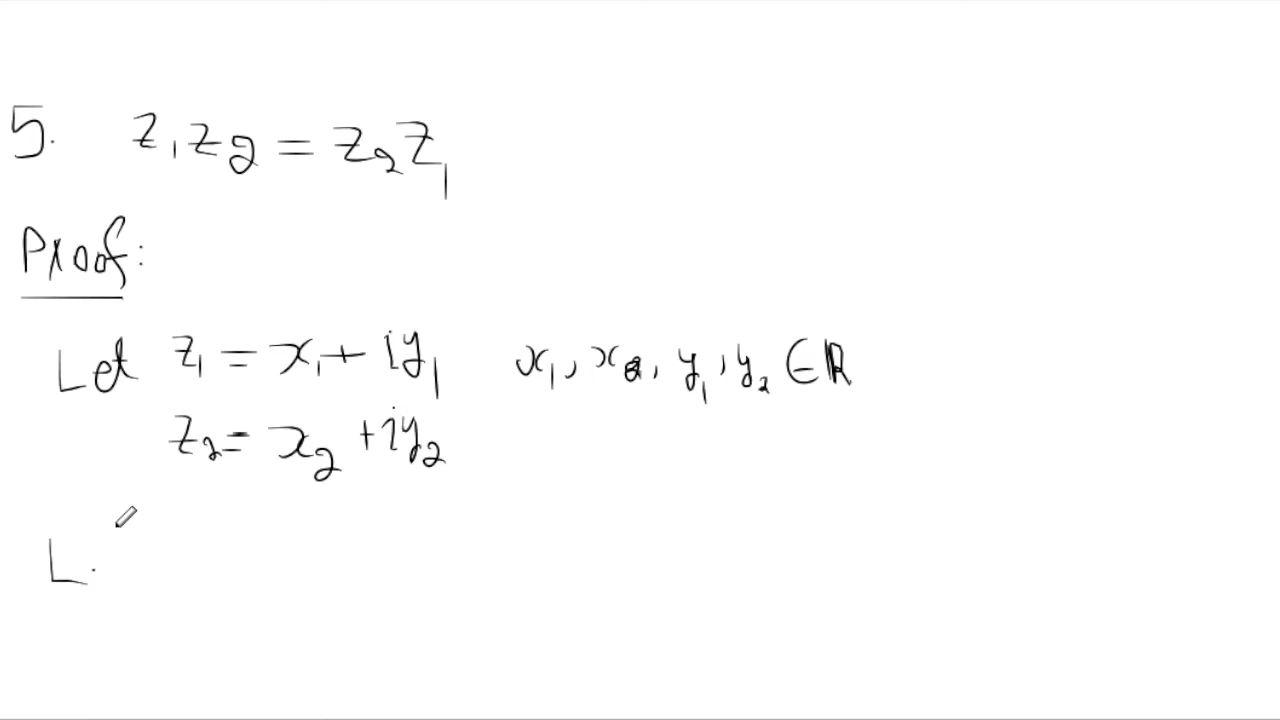 5. z₁z₂ = z₂z₁
Proof:
Let z₁ = x₁ + iy₁ x₁, x₂, y₁, y₂ ∈ ℝ
z₂ = x₂ + iy₂
L.